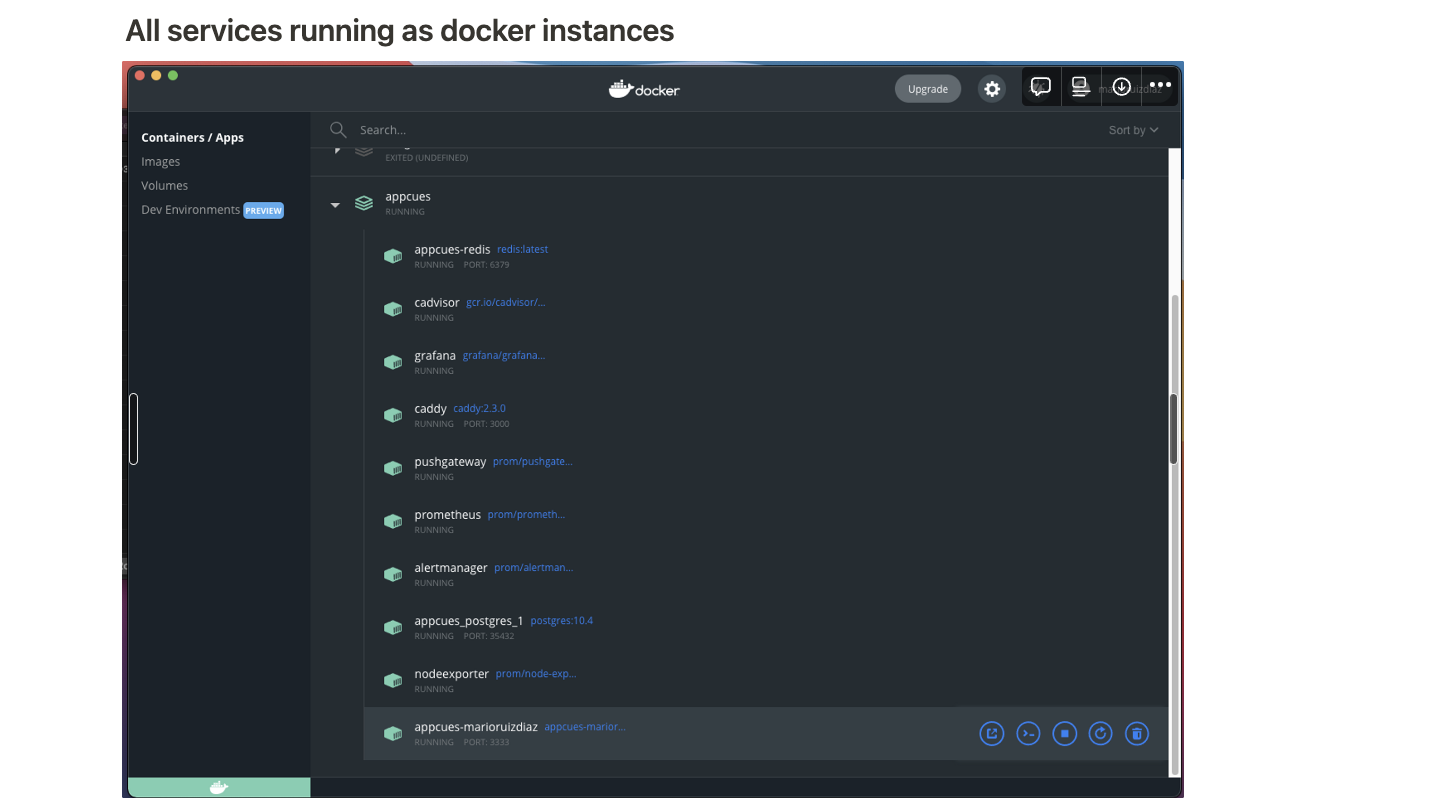 All services running as docker instances
docker
Upgrade
Containers / Apps
Images
Volumes
Dev Environments PREVIEW
Search...
Sort by
EXITED (UNDEFINED)
appcues
RUNNING
appcues-redis redis:latest
RUNNING PORT: 6379
cadvisor gcr.io/cadvisor/...
RUNNING
grafana grafana/grafana...
RUNNING
caddy caddy:2.3.0
RUNNING PORT: 3000
pushgateway prom/pushgate...
RUNNING
prometheus prom/prometh...
RUNNING
alertmanager prom/alertman...
RUNNING
appcues_postgres_1 postgres:10.4
RUNNING PORT: 35432
nodeexporter prom/node-exp...
RUNNING
appcues-marioruizdiaz appcues-marior...
RUNNING PORT: 3333